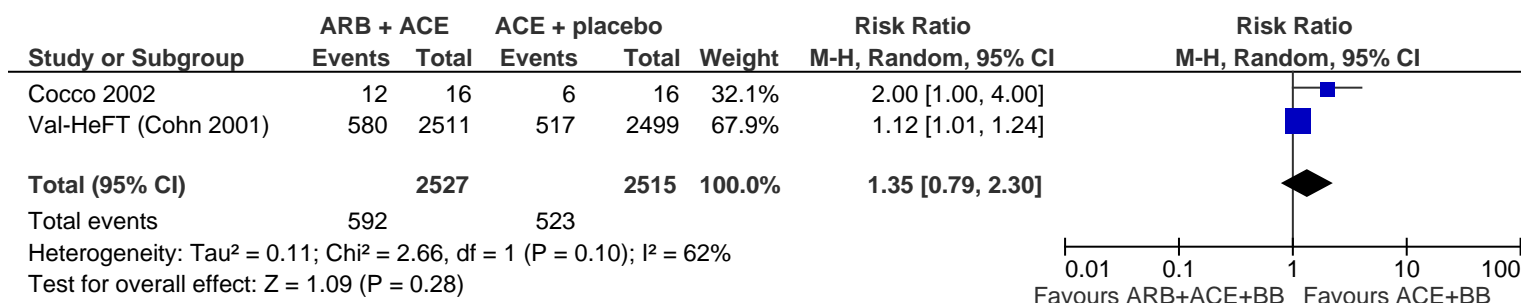 ARB + ACE ACE + placebo Risk Ratio Risk Ratio
Study or Subgroup Events Total Events Total Weight M-H, Random, 95% CI M-H, Random, 95% CI
Cocco 2002 12 16 6 16 32.1% 2.00 [1.00, 4.00]
Val-HeFT (Cohn 2001) 580 2511 517 2499 67.9% 1.12 [1.01, 1.24]
Total (95% CI) 2527 2515 100.0% 1.35 [0.79, 2.30]
Total events 592 523
Heterogeneity: Tau² = 0.11; Chi² = 2.66, df = 1 (P = 0.10); I² = 62%
Test for overall effect: Z = 1.09 (P = 0.28)
0.01 0.1 1 10 100
Favours ARB+ACE+BB Favours ACE+BB